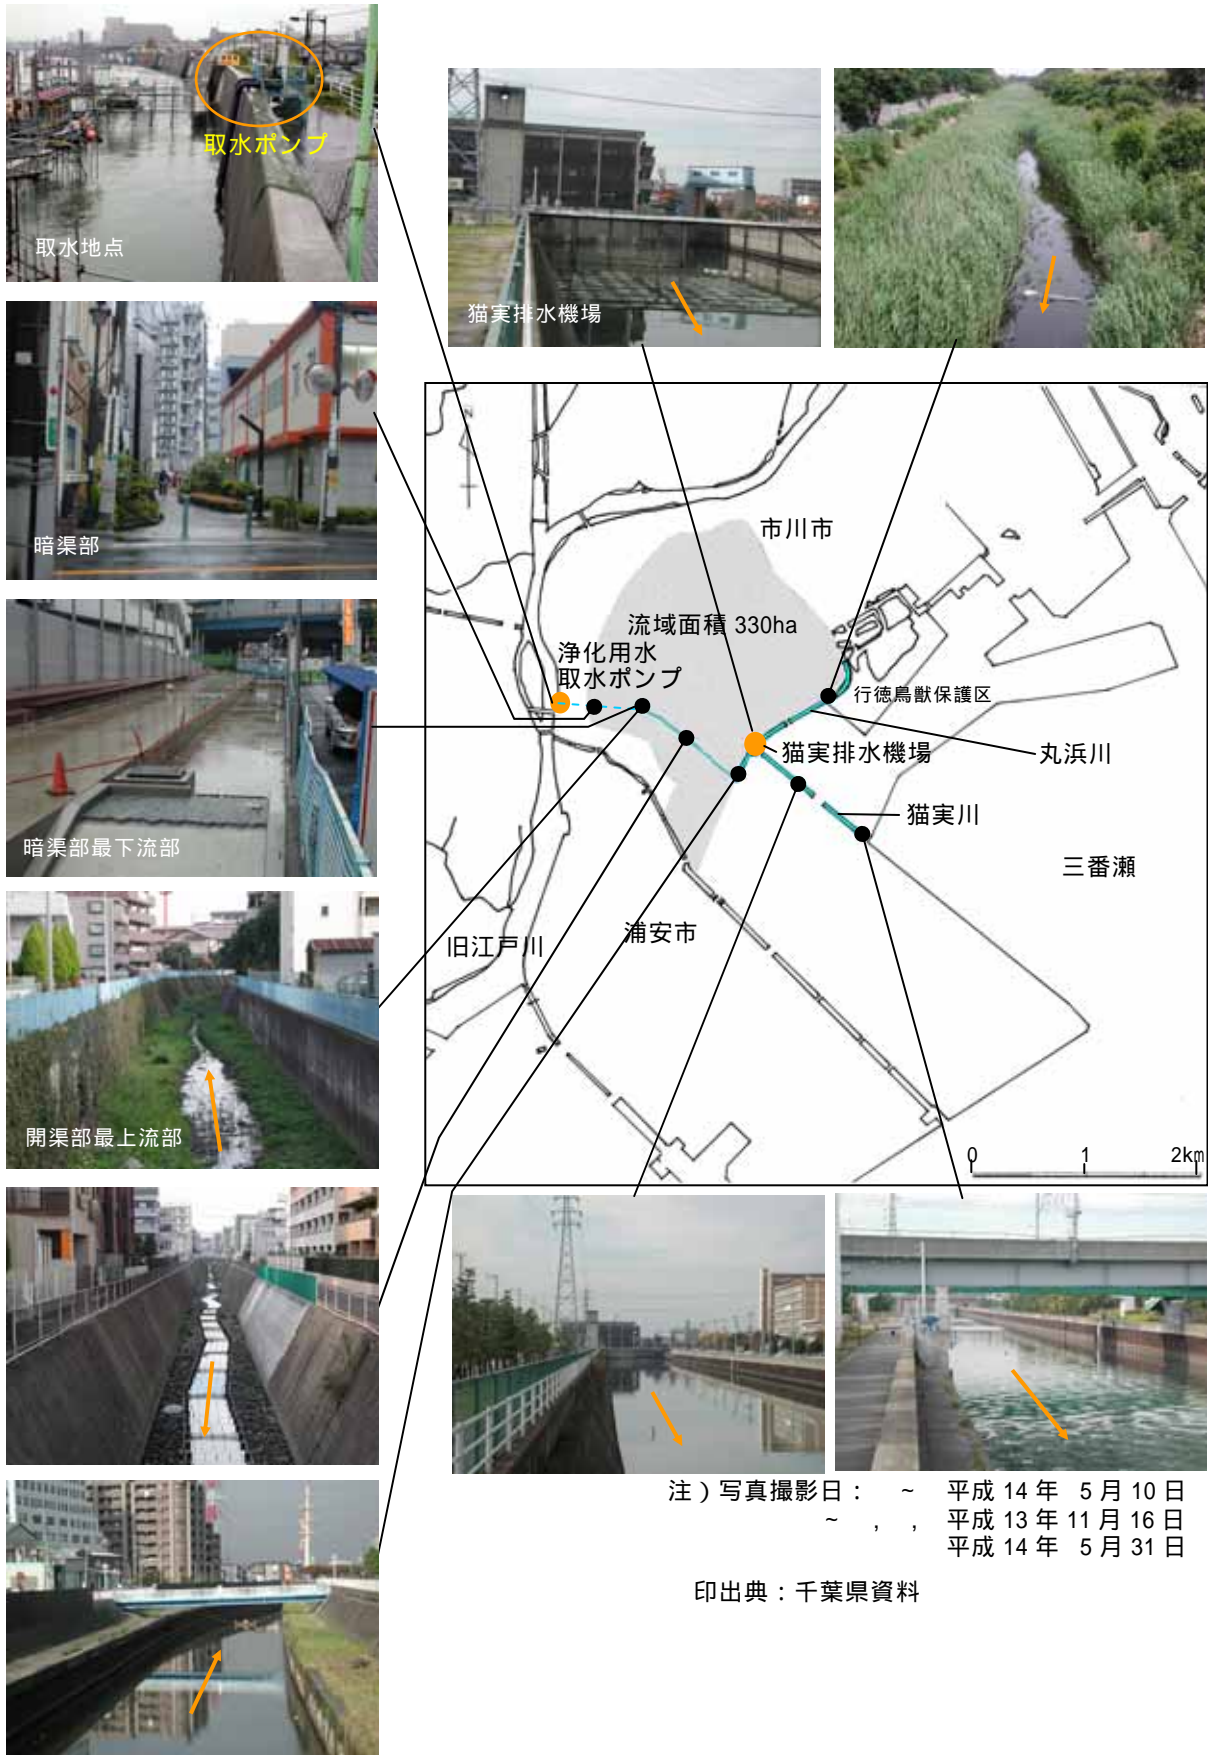 取水ポンプ
取水地点
猫実排水機場
暗渠部
市川市
流域面積 330ha
浄化用水
取水ポンプ
行徳鳥獣保護区
猫実排水機場
丸浜川
猫実川
三番瀬
浦安市
旧江戸川
0 1 2km
暗渠部最下流部
開渠部最上流部
注）写真撮影日： ~ 平成 14 年 5 月 10 日
~ , , 平成 13 年 11 月 16 日
平成 14 年 5 月 31 日
印出典：千葉県資料